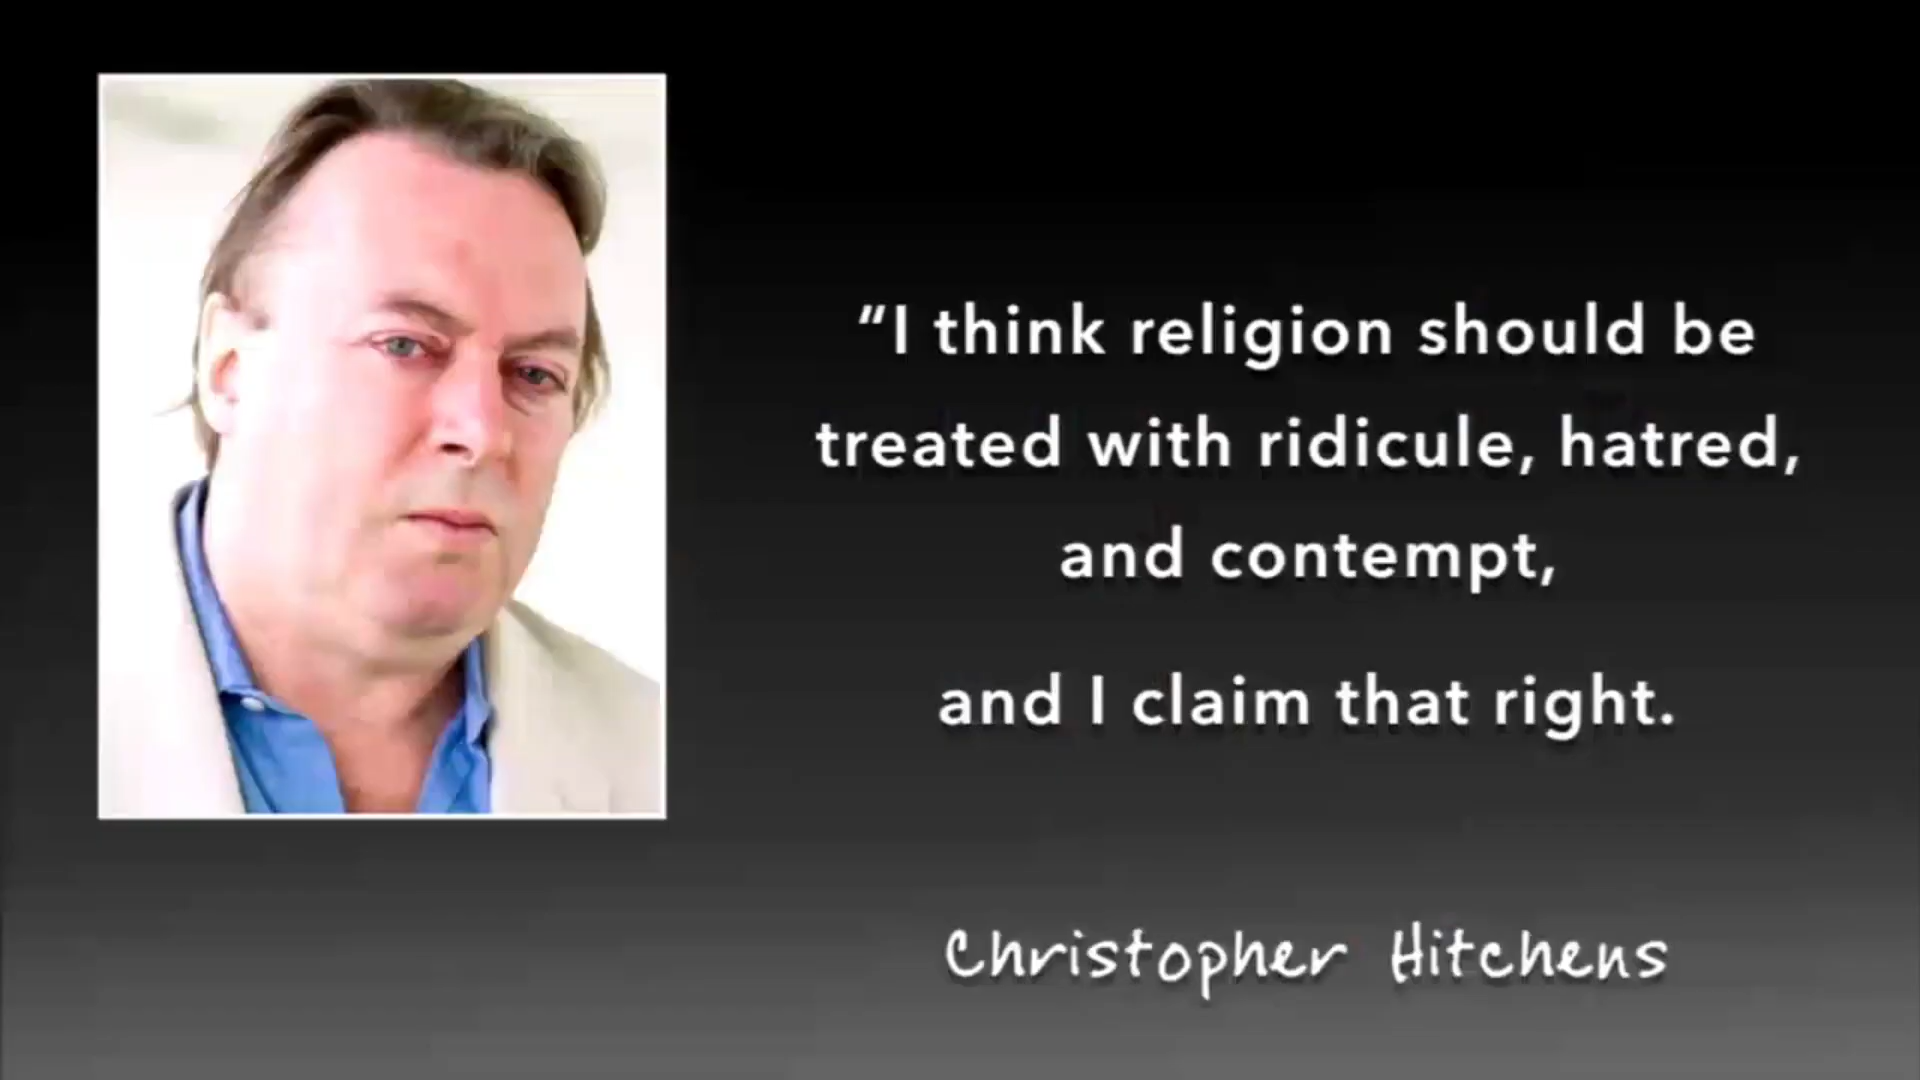 “I think religion should be
treated with ridicule, hatred,
and contempt,
and I claim that right.
Christopher Hitchens